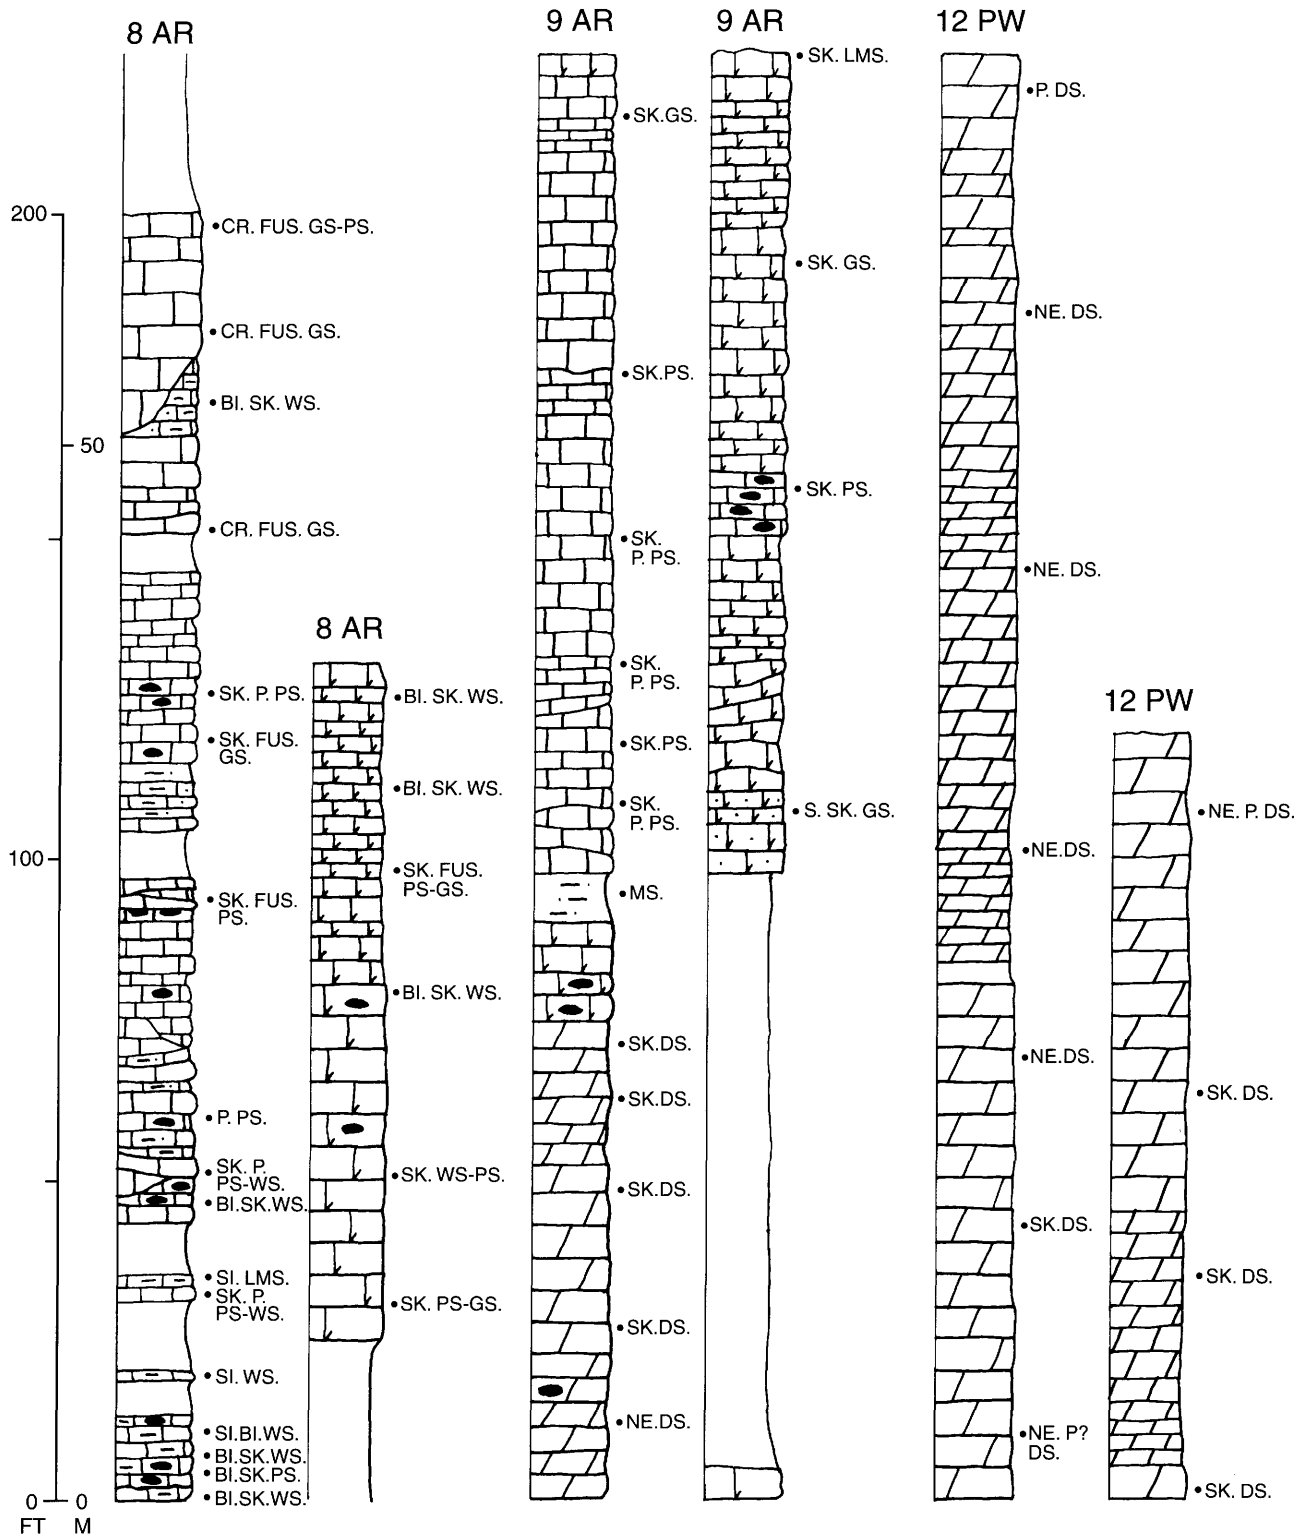 8 AR
9 AR
9 AR
12 PW
200
50
100
0
0
FT
M
CR. FUS. GS-PS.
CR. FUS. GS.
BI. SK. WS.
CR. FUS. GS.
SK. P. PS.
SK. FUS.
GS.
SK. FUS.
PS.
P. PS.
SK. P.
PS-WS.
BI.SK.WS.
SI. LMS.
SK. P.
PS-WS.
SI. WS.
SI.BI.WS.
BI.SK.WS.
BI.SK.PS.
BI.SK.WS.
8 AR
BI. SK. WS.
BI. SK. WS.
SK. FUS.
PS-GS.
BI. SK. WS.
SK. WS-PS.
SK. PS-GS.
SK.GS.
SK.PS.
SK.
P. PS.
SK.
P. PS.
SK.PS.
SK.
P. PS.
MS.
SK.DS.
SK.DS.
SK.DS.
SK.DS.
NE.DS.
SK. LMS.
SK. GS.
SK. PS.
S. SK. GS.
P. DS.
NE. DS.
NE. DS.
NE.DS.
NE.DS.
SK.DS.
NE. P?
DS.
12 PW
NE. P. DS.
SK. DS.
SK. DS.
SK. DS.